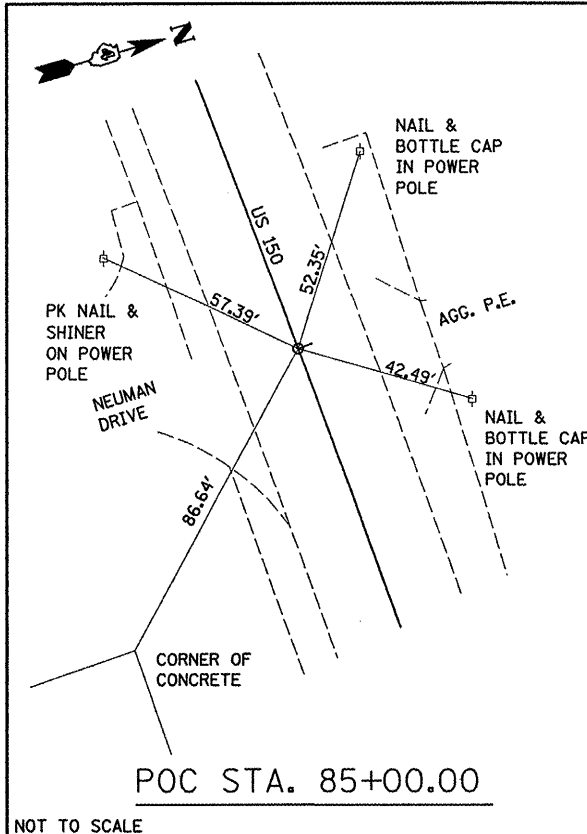 N
NAIL &
BOTTLE CAP
IN POWER
POLE
US 150
52.35'
57.39'
AGG. P.E.
PK NAIL &
SHINER
ON POWER
POLE
42.49'
NEUMAN
DRIVE
NAIL &
BOTTLE CAP
IN POWER
POLE
86.64'
CORNER OF
CONCRETE
POC STA. 85+00.00
NOT TO SCALE